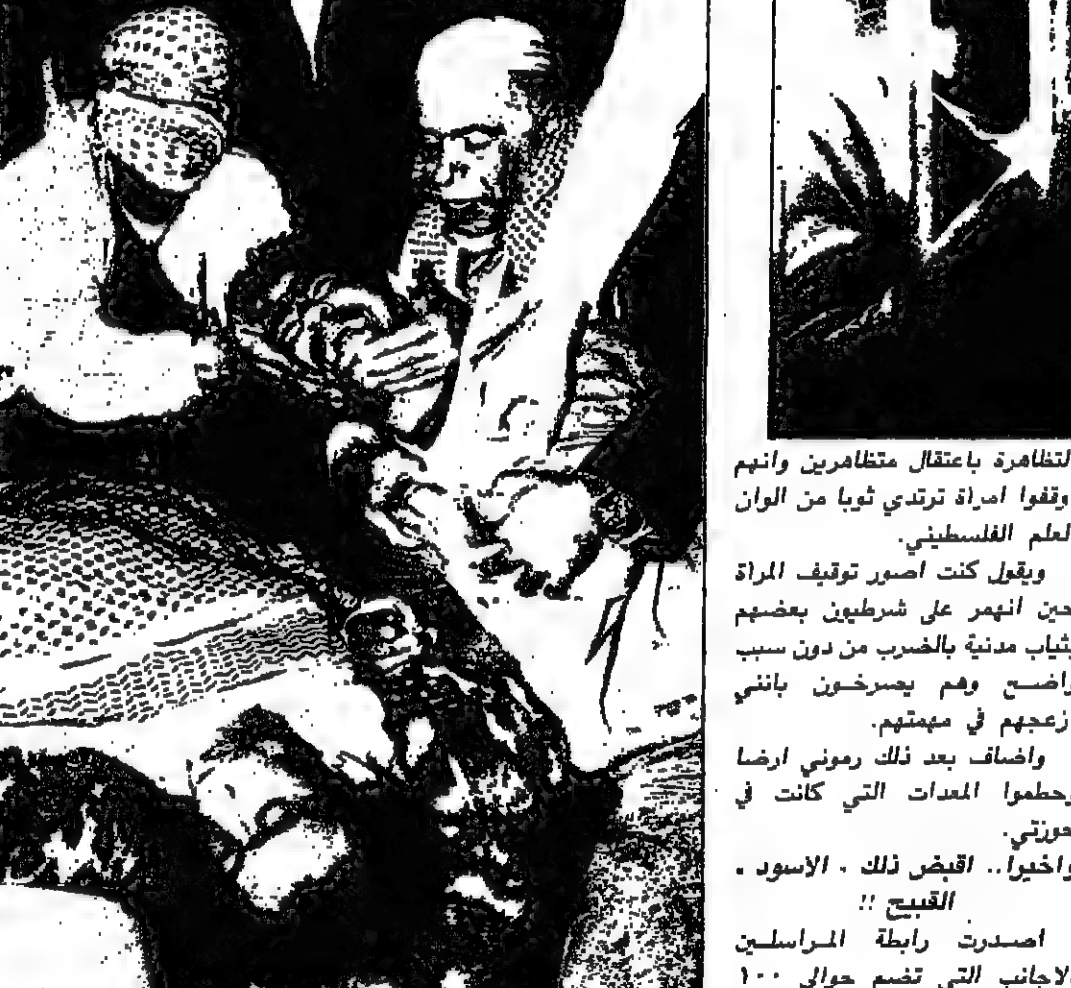 لتظاهرة باعتقال متظاهرين وانهم
وقفوا امراة ترتدي ثوبا من الوان
لعلم الفلسطيني.
ويقول كنت اصور توقيف المراة
حين انهمر على شرطيون بعضهم
بثياب مدنية بالضرب من دون سبب
راضح وهم يصرخون بانني
زعجهم في مهمتهم.
واضاف بعد ذلك رموني ارضا
وحطموا المعدات التي كانت في
حوزتي.
واخيرا.. اقبض ذلك . الاسود .
القبيح !!
اصدرت رابطة المراسلين
الاجانب التي تضم حوالي ١٠٠